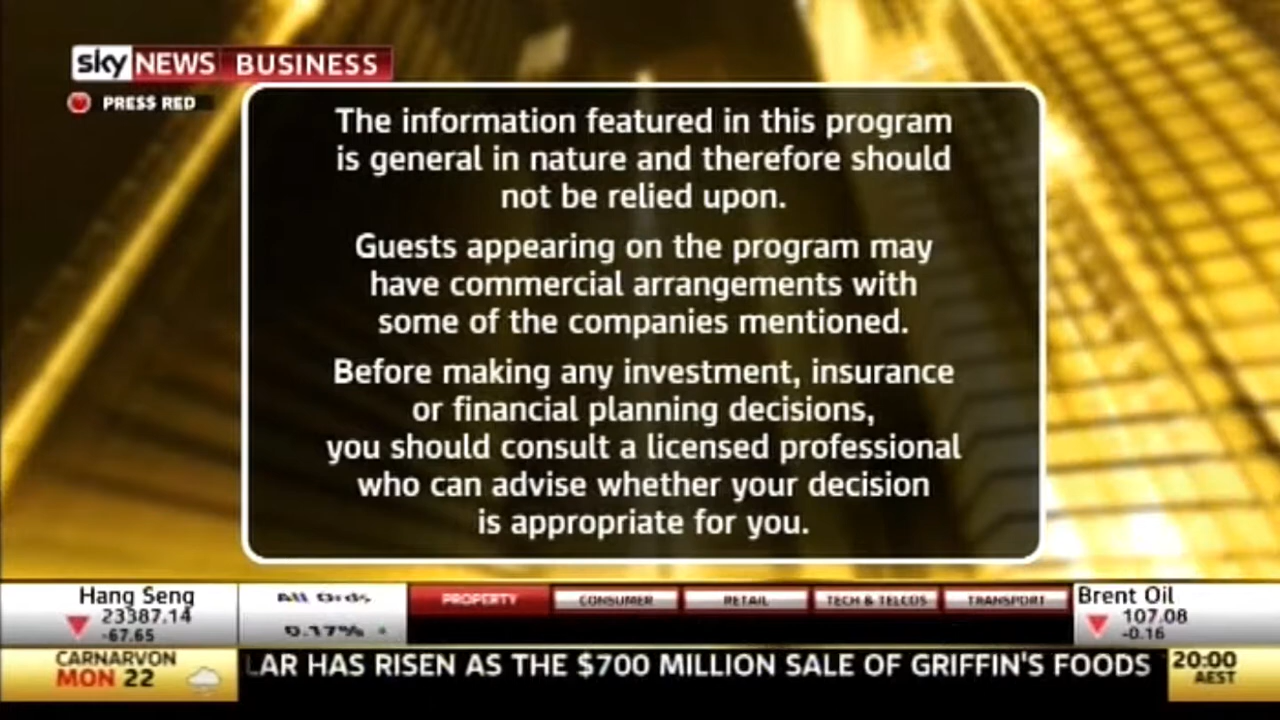 sky NEWS BUSINESS
PRESS RED
The information featured in this program
is general in nature and therefore should
not be relied upon.
Guests appearing on the program may
have commercial arrangements with
some of the companies mentioned.
Before making any investment, insurance
or financial planning decisions,
you should consult a licensed professional
who can advise whether your decision
is appropriate for you.
Hang Seng
23387.14
-67.65
All Ords
0.17%
PROPERTY
CONSUMER
RETAIL
TECH & TELCOS
TRANSPORT
Brent Oil
107.08
-0.16
CARNARVON
MON 22
LAR HAS RISEN AS THE $700 MILLION SALE OF GRIFFIN'S FOODS
20:00
AEST